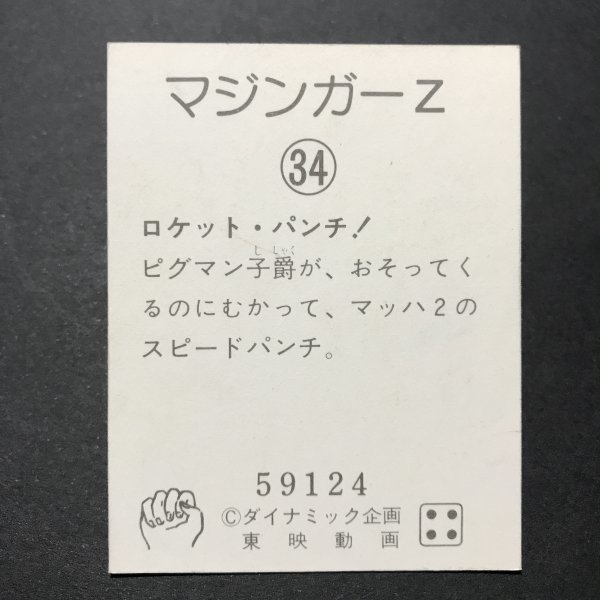 マジンガーZ
34
ロケット・パンチ!
ピグマン子爵が、おそってく
ししゃく
るのにむかって、マッハ2の
スピードパンチ。
59124
©ダイナミック企画
東映動画